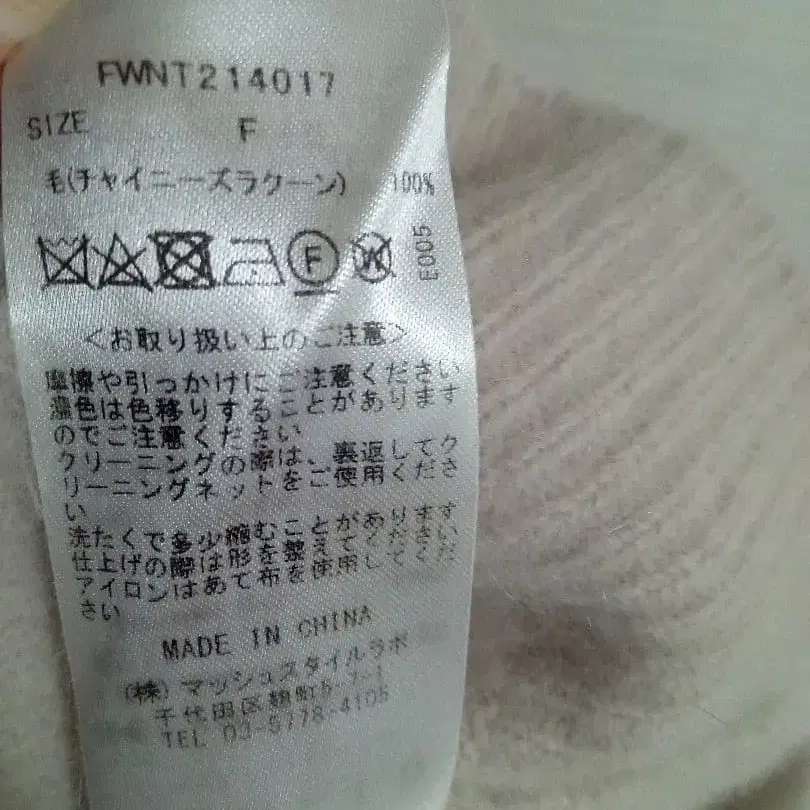 FWNT214017
SIZE F
毛(チャイニーズラクーン) 100%
F W
E005
<お取り扱い上のご注意>
摩擦や引っかけにご注意ください
濃色は色移りすることがあります
のでご注意ください
クリーニングの際は、裏返してク
リーニングネットをご使用くださ
い
洗たくで多少縮むことがあります
仕上げの際は形を整えてください
アイロンはあて布を使用してくだ
さい
MADE IN CHINA
(株)マッシュスタイルラボ
千代田区麹町5-7-1
TEL 03-5778-4105